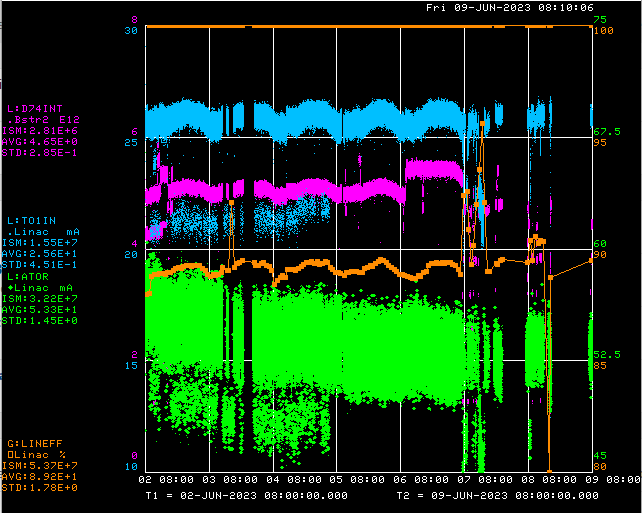 Fri 09-JUN-2023 08:10:06
8 75
30 100
L:D74INT
.Bstr2 E12
ISM:2.81E+6
AVG:4.65E+0
STD:2.85E-1
6 67.5
25 95
L:TO1IN
.Linac mA
ISM:1.55E+7
AVG:2.56E+1
STD:4.51E-1
4 60
20 90
L:ATOR
Linac mA
ISM:3.22E+7
AVG:5.33E+1
STD:1.45E+0
2 52.5
15 85
G:LINEFF
Linac %
ISM:5.37E+7
AVG:8.92E+1
STD:1.78E+0
0 45
10 80
02 08:00 03 08:00 04 08:00 05 08:00 06 08:00 07 08:00 08 08:00 09 08:00
T1 = 02-JUN-2023 08:00:00.000 T2 = 09-JUN-2023 08:00:00.000